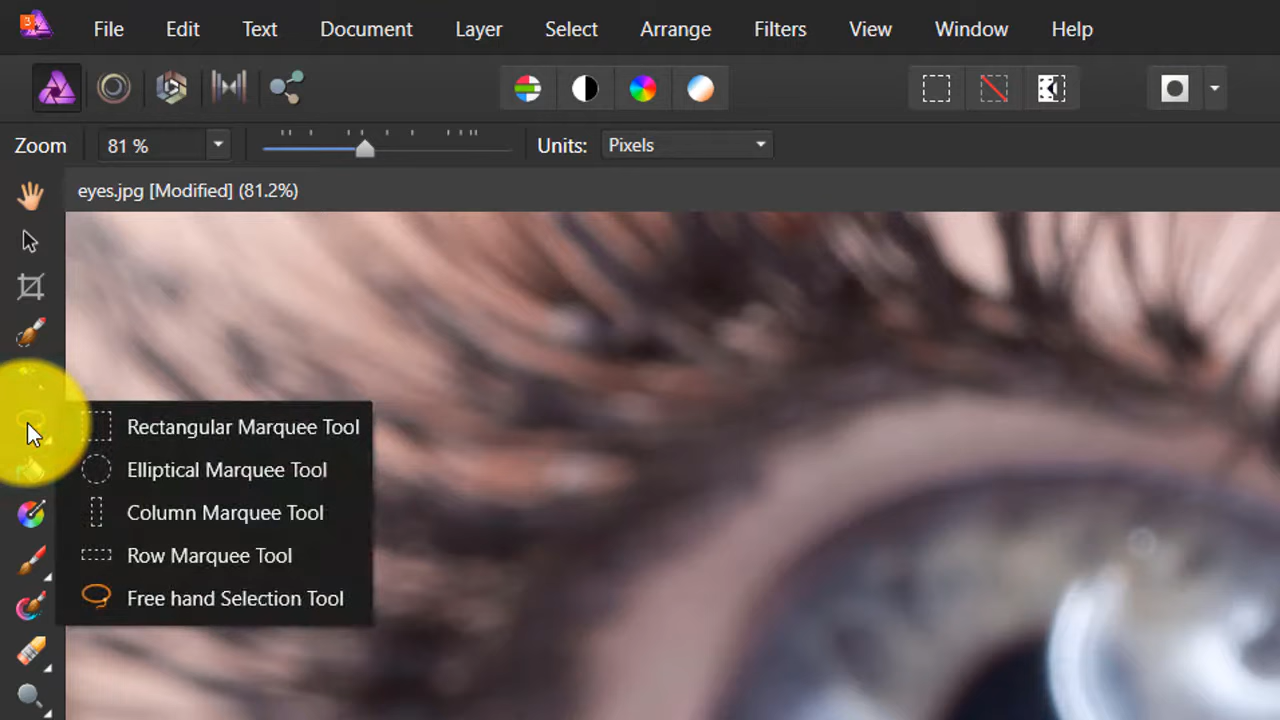 File Edit Text Document Layer Select Arrange Filters View Window Help
Zoom 81 % Units: Pixels
eyes.jpg [Modified] (81.2%)
Rectangular Marquee Tool
Elliptical Marquee Tool
Column Marquee Tool
Row Marquee Tool
Free hand Selection Tool